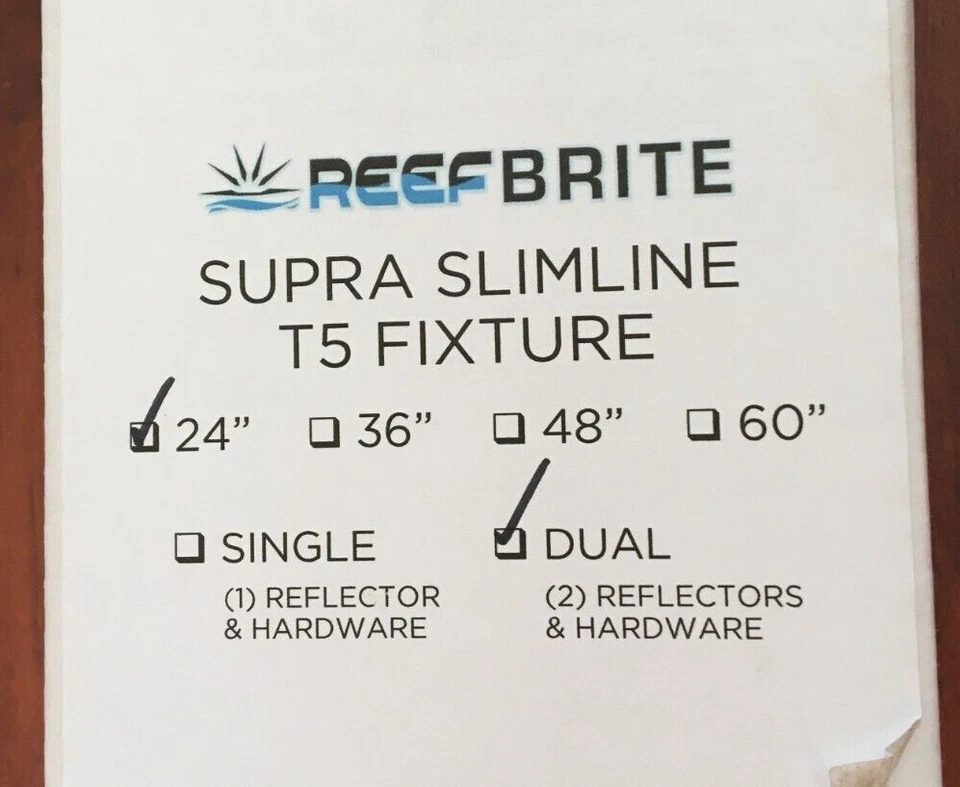 REEFBRITE
SUPRA SLIMLINE
T5 FIXTURE
☑ 24” ☐ 36” ☐ 48” ☐ 60”
☐ SINGLE ☑ DUAL
(1) REFLECTOR (2) REFLECTORS
& HARDWARE & HARDWARE